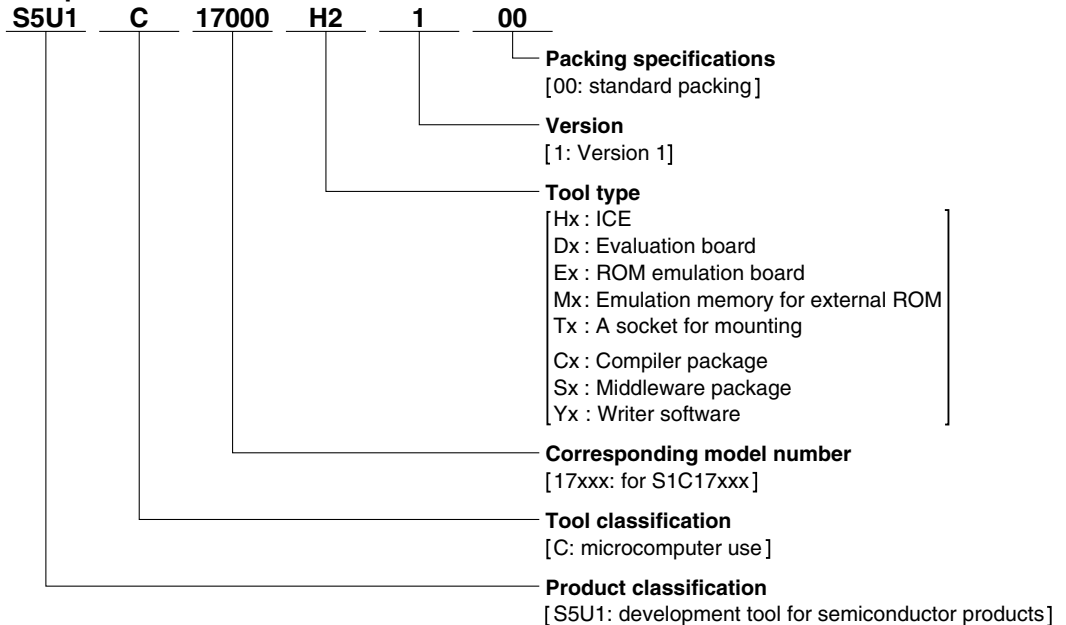 S5U1 C 17000 H2 1 00
Packing specifications
[00: standard packing]
Version
[1: Version 1]
Tool type
[Hx : ICE
Dx : Evaluation board
Ex : ROM emulation board
Mx : Emulation memory for external ROM
Tx : A socket for mounting
Cx : Compiler package
Sx : Middleware package
Yx : Writer software]
Corresponding model number
[17xxx: for S1C17xxx]
Tool classification
[C: microcomputer use]
Product classification
[S5U1: development tool for semiconductor products]